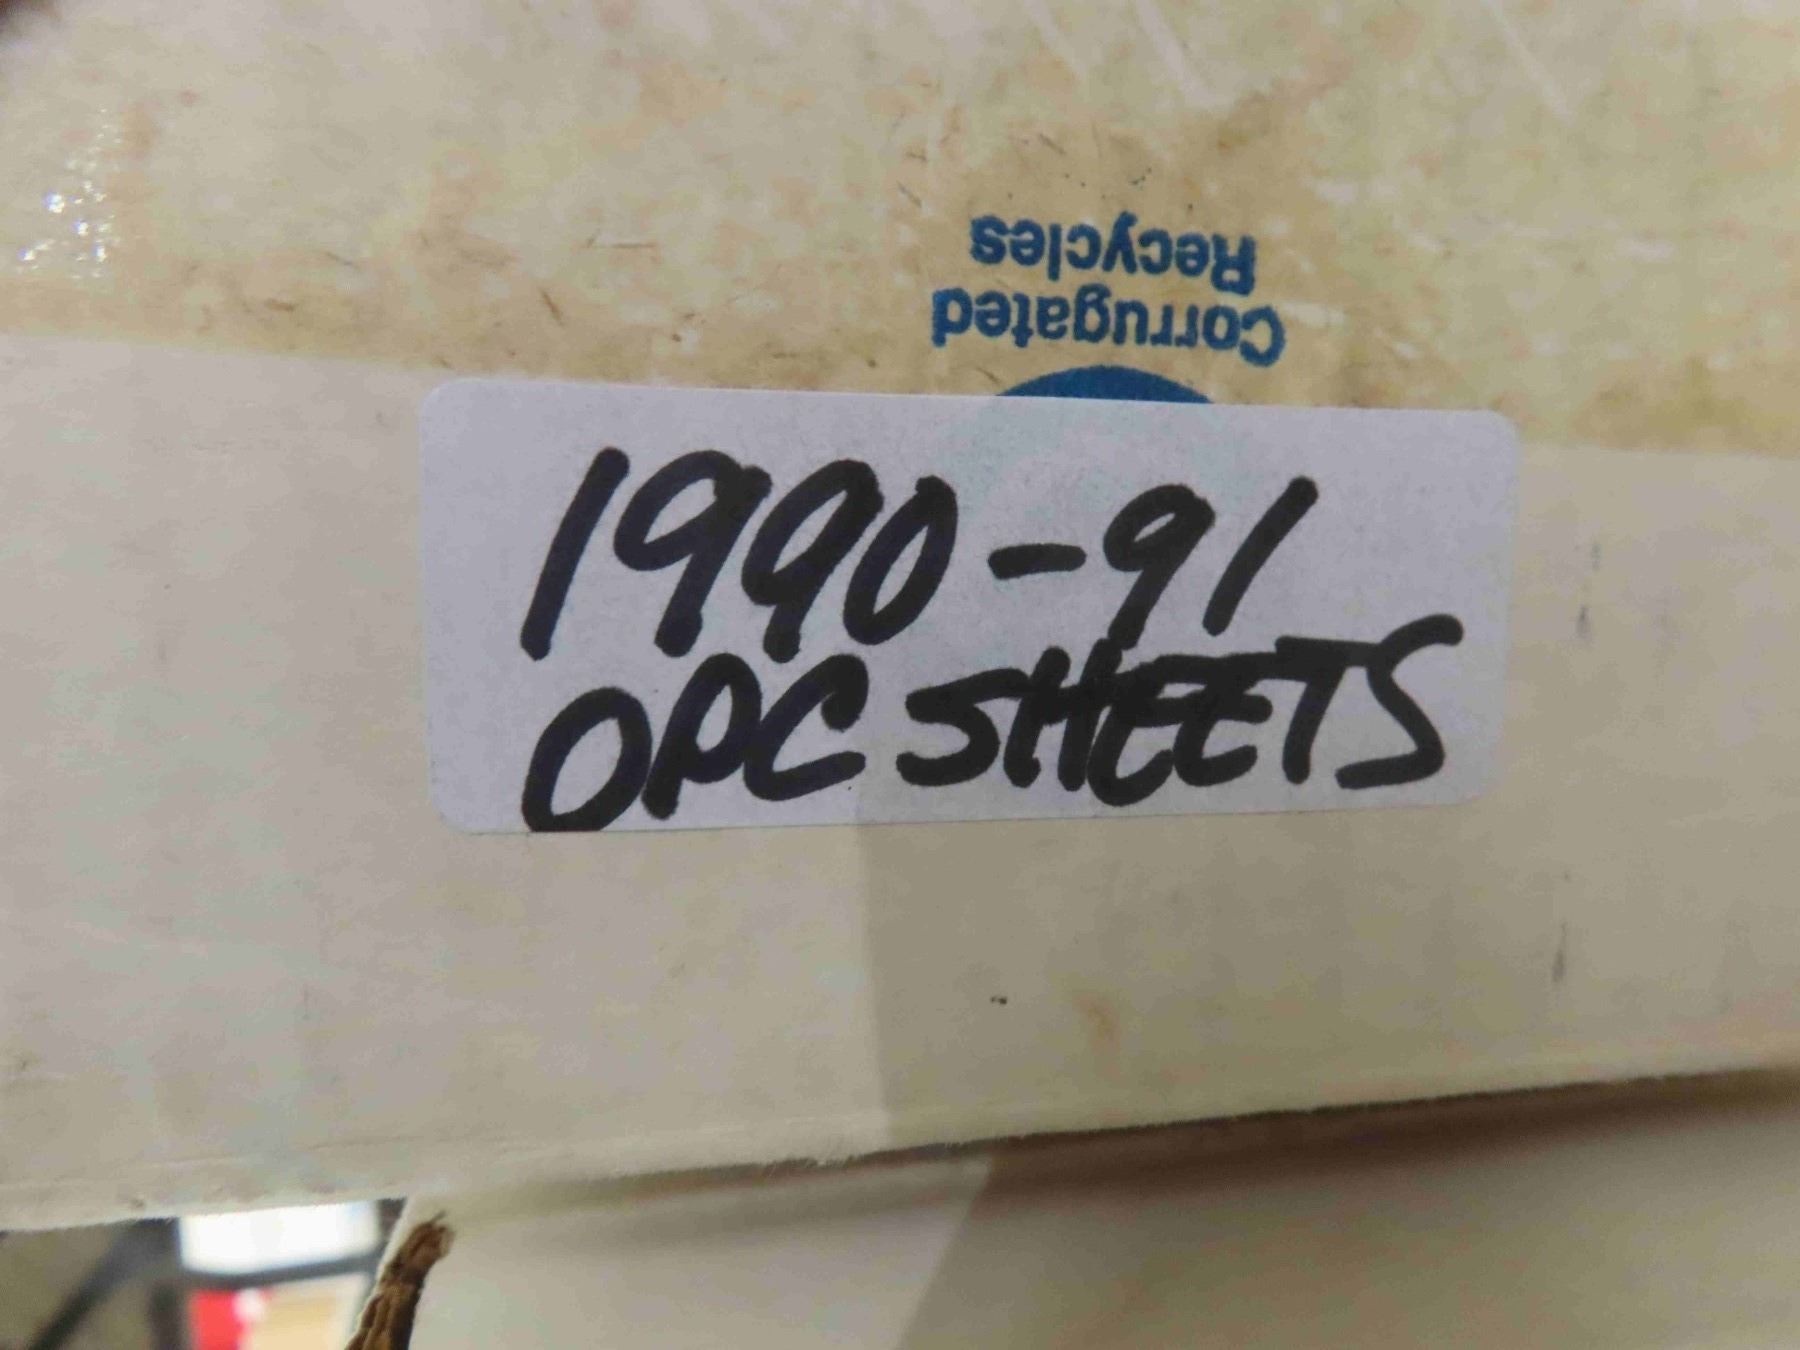 Corrugated
Recycles
1990-91
OPC SHEETS